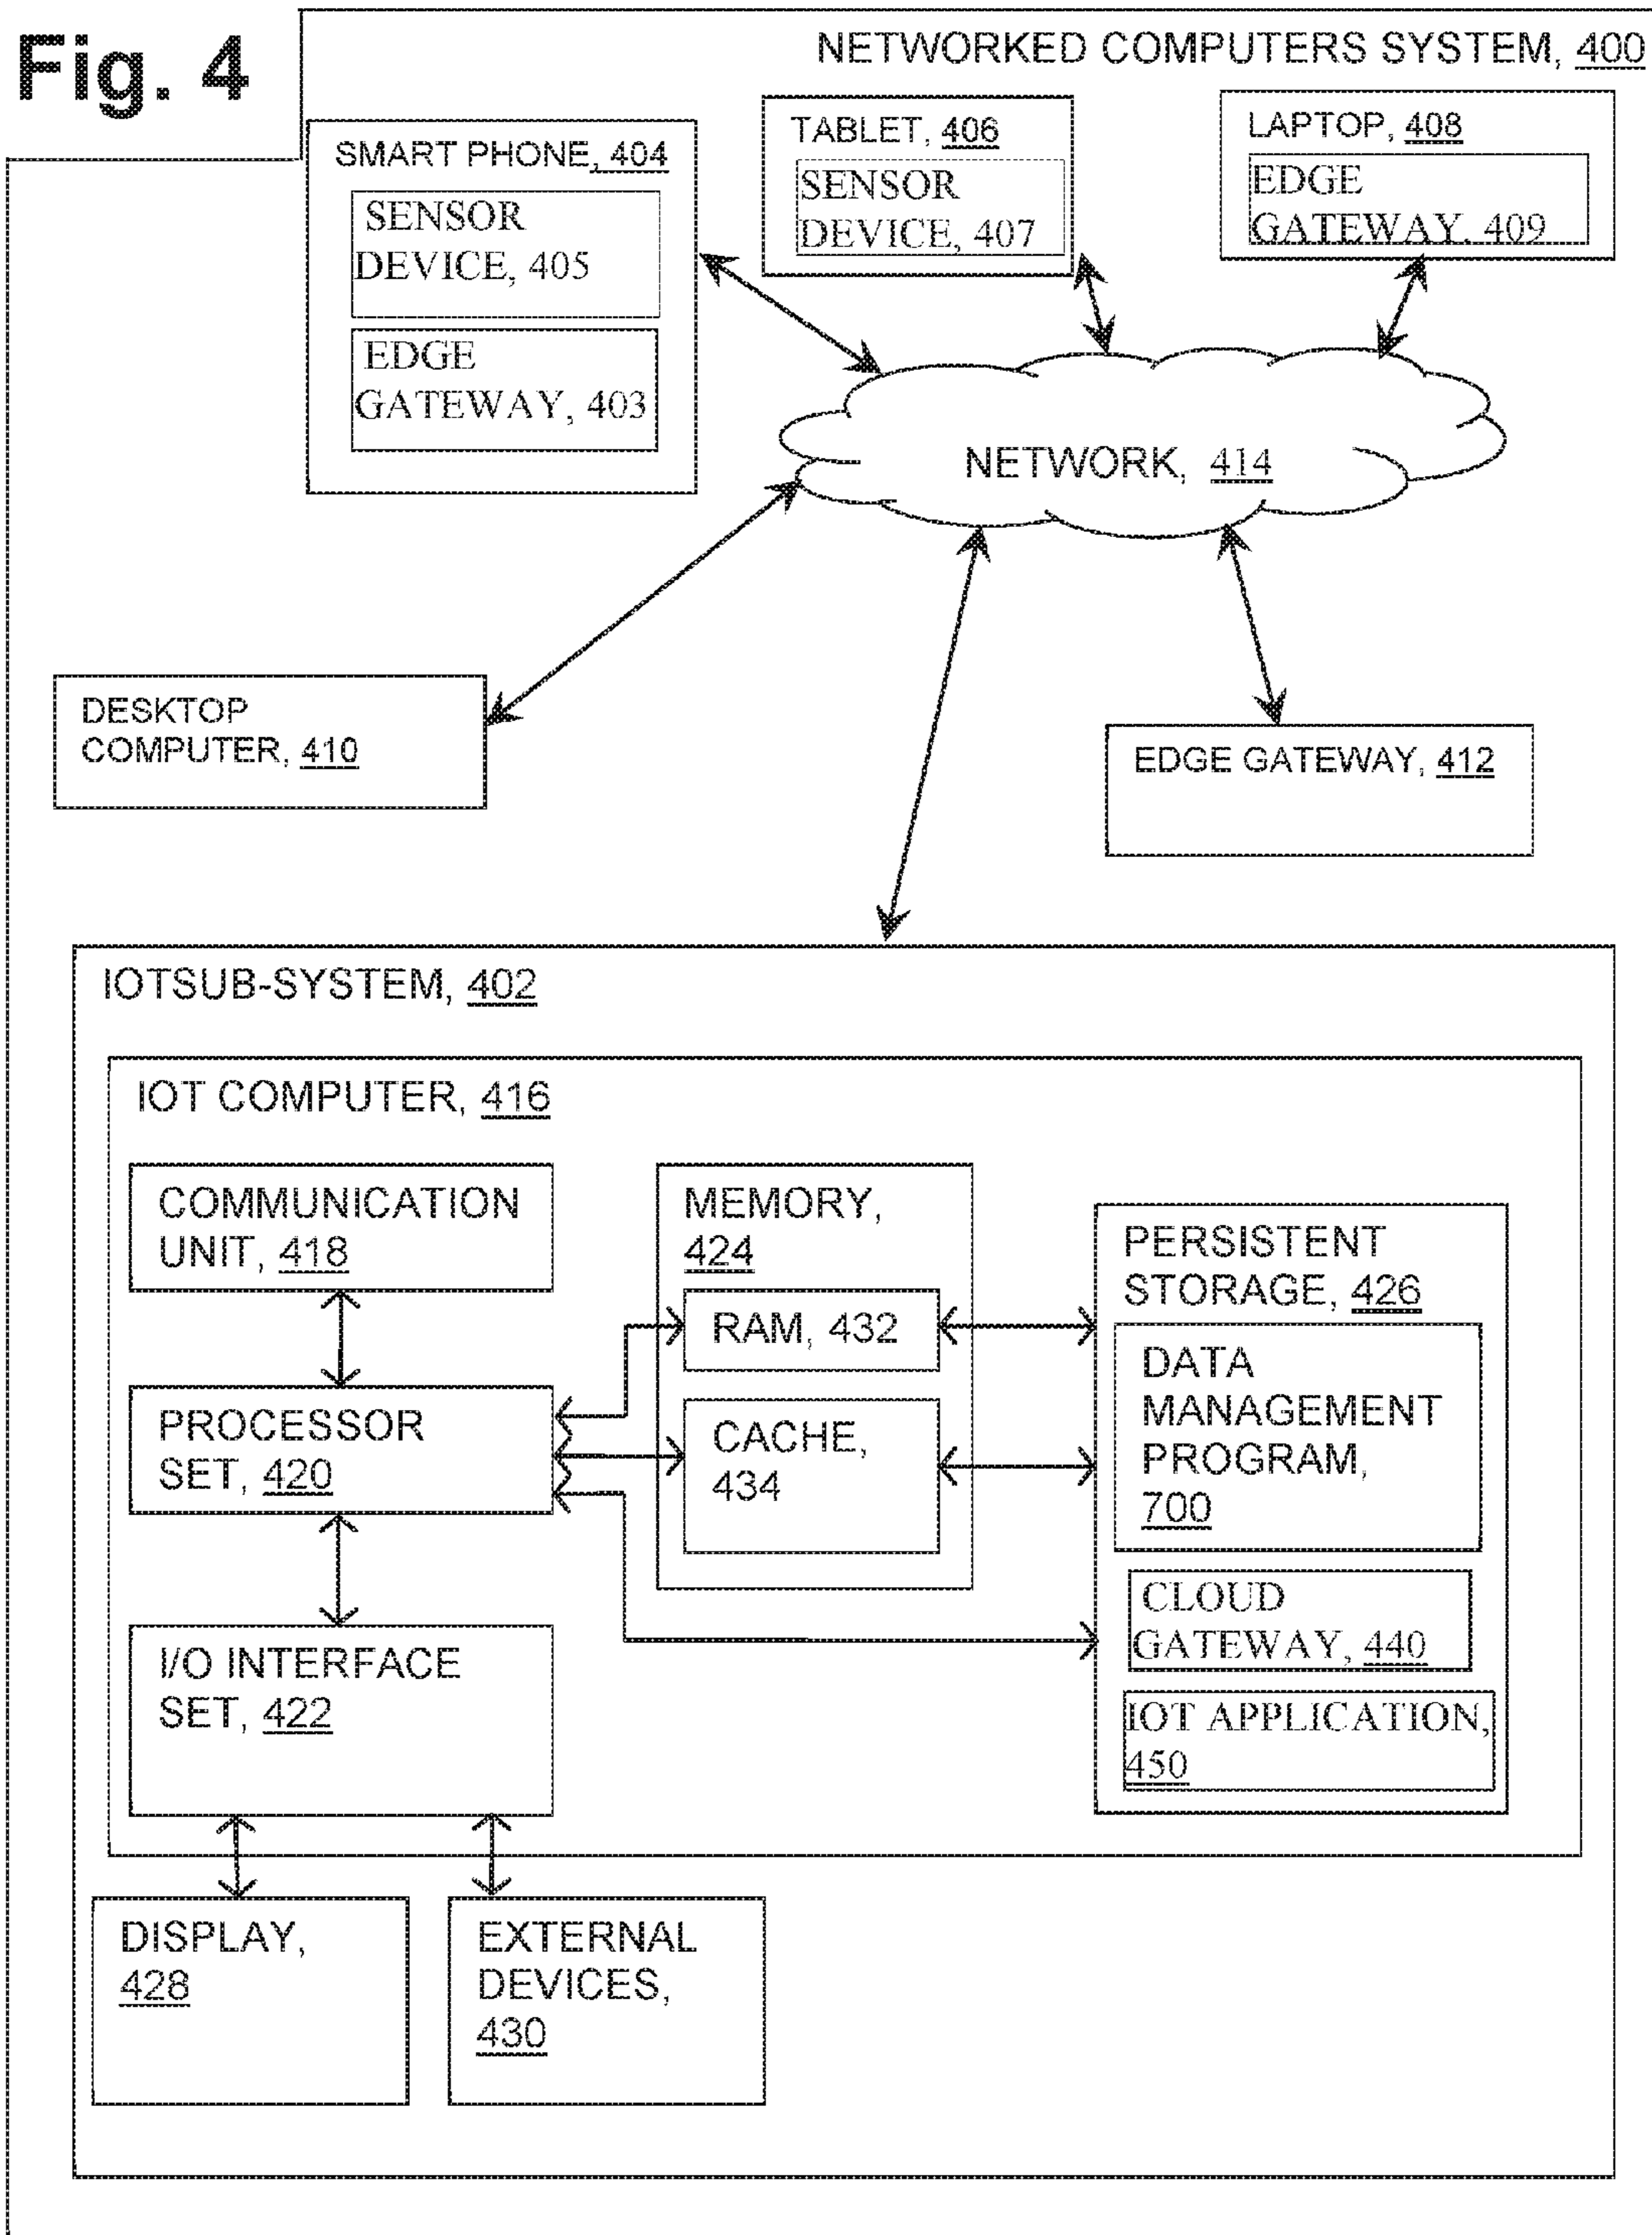 Fig. 4
NETWORKED COMPUTERS SYSTEM, 400
SMART PHONE, 404
SENSOR
DEVICE, 405
EDGE
GATEWAY, 403
TABLET, 406
SENSOR
DEVICE, 407
LAPTOP, 408
EDGE
GATEWAY. 409
NETWORK, 414
DESKTOP
COMPUTER, 410
EDGE GATEWAY, 412
IOTSUB-SYSTEM, 402
IOT COMPUTER, 416
COMMUNICATION
UNIT, 418
PROCESSOR
SET, 420
I/O INTERFACE
SET, 422
MEMORY,
424
RAM, 432
CACHE,
434
PERSISTENT
STORAGE, 426
DATA
MANAGEMENT
PROGRAM,
700
CLOUD
GATEWAY, 440
IOT APPLICATION,
450
DISPLAY,
428
EXTERNAL
DEVICES,
430